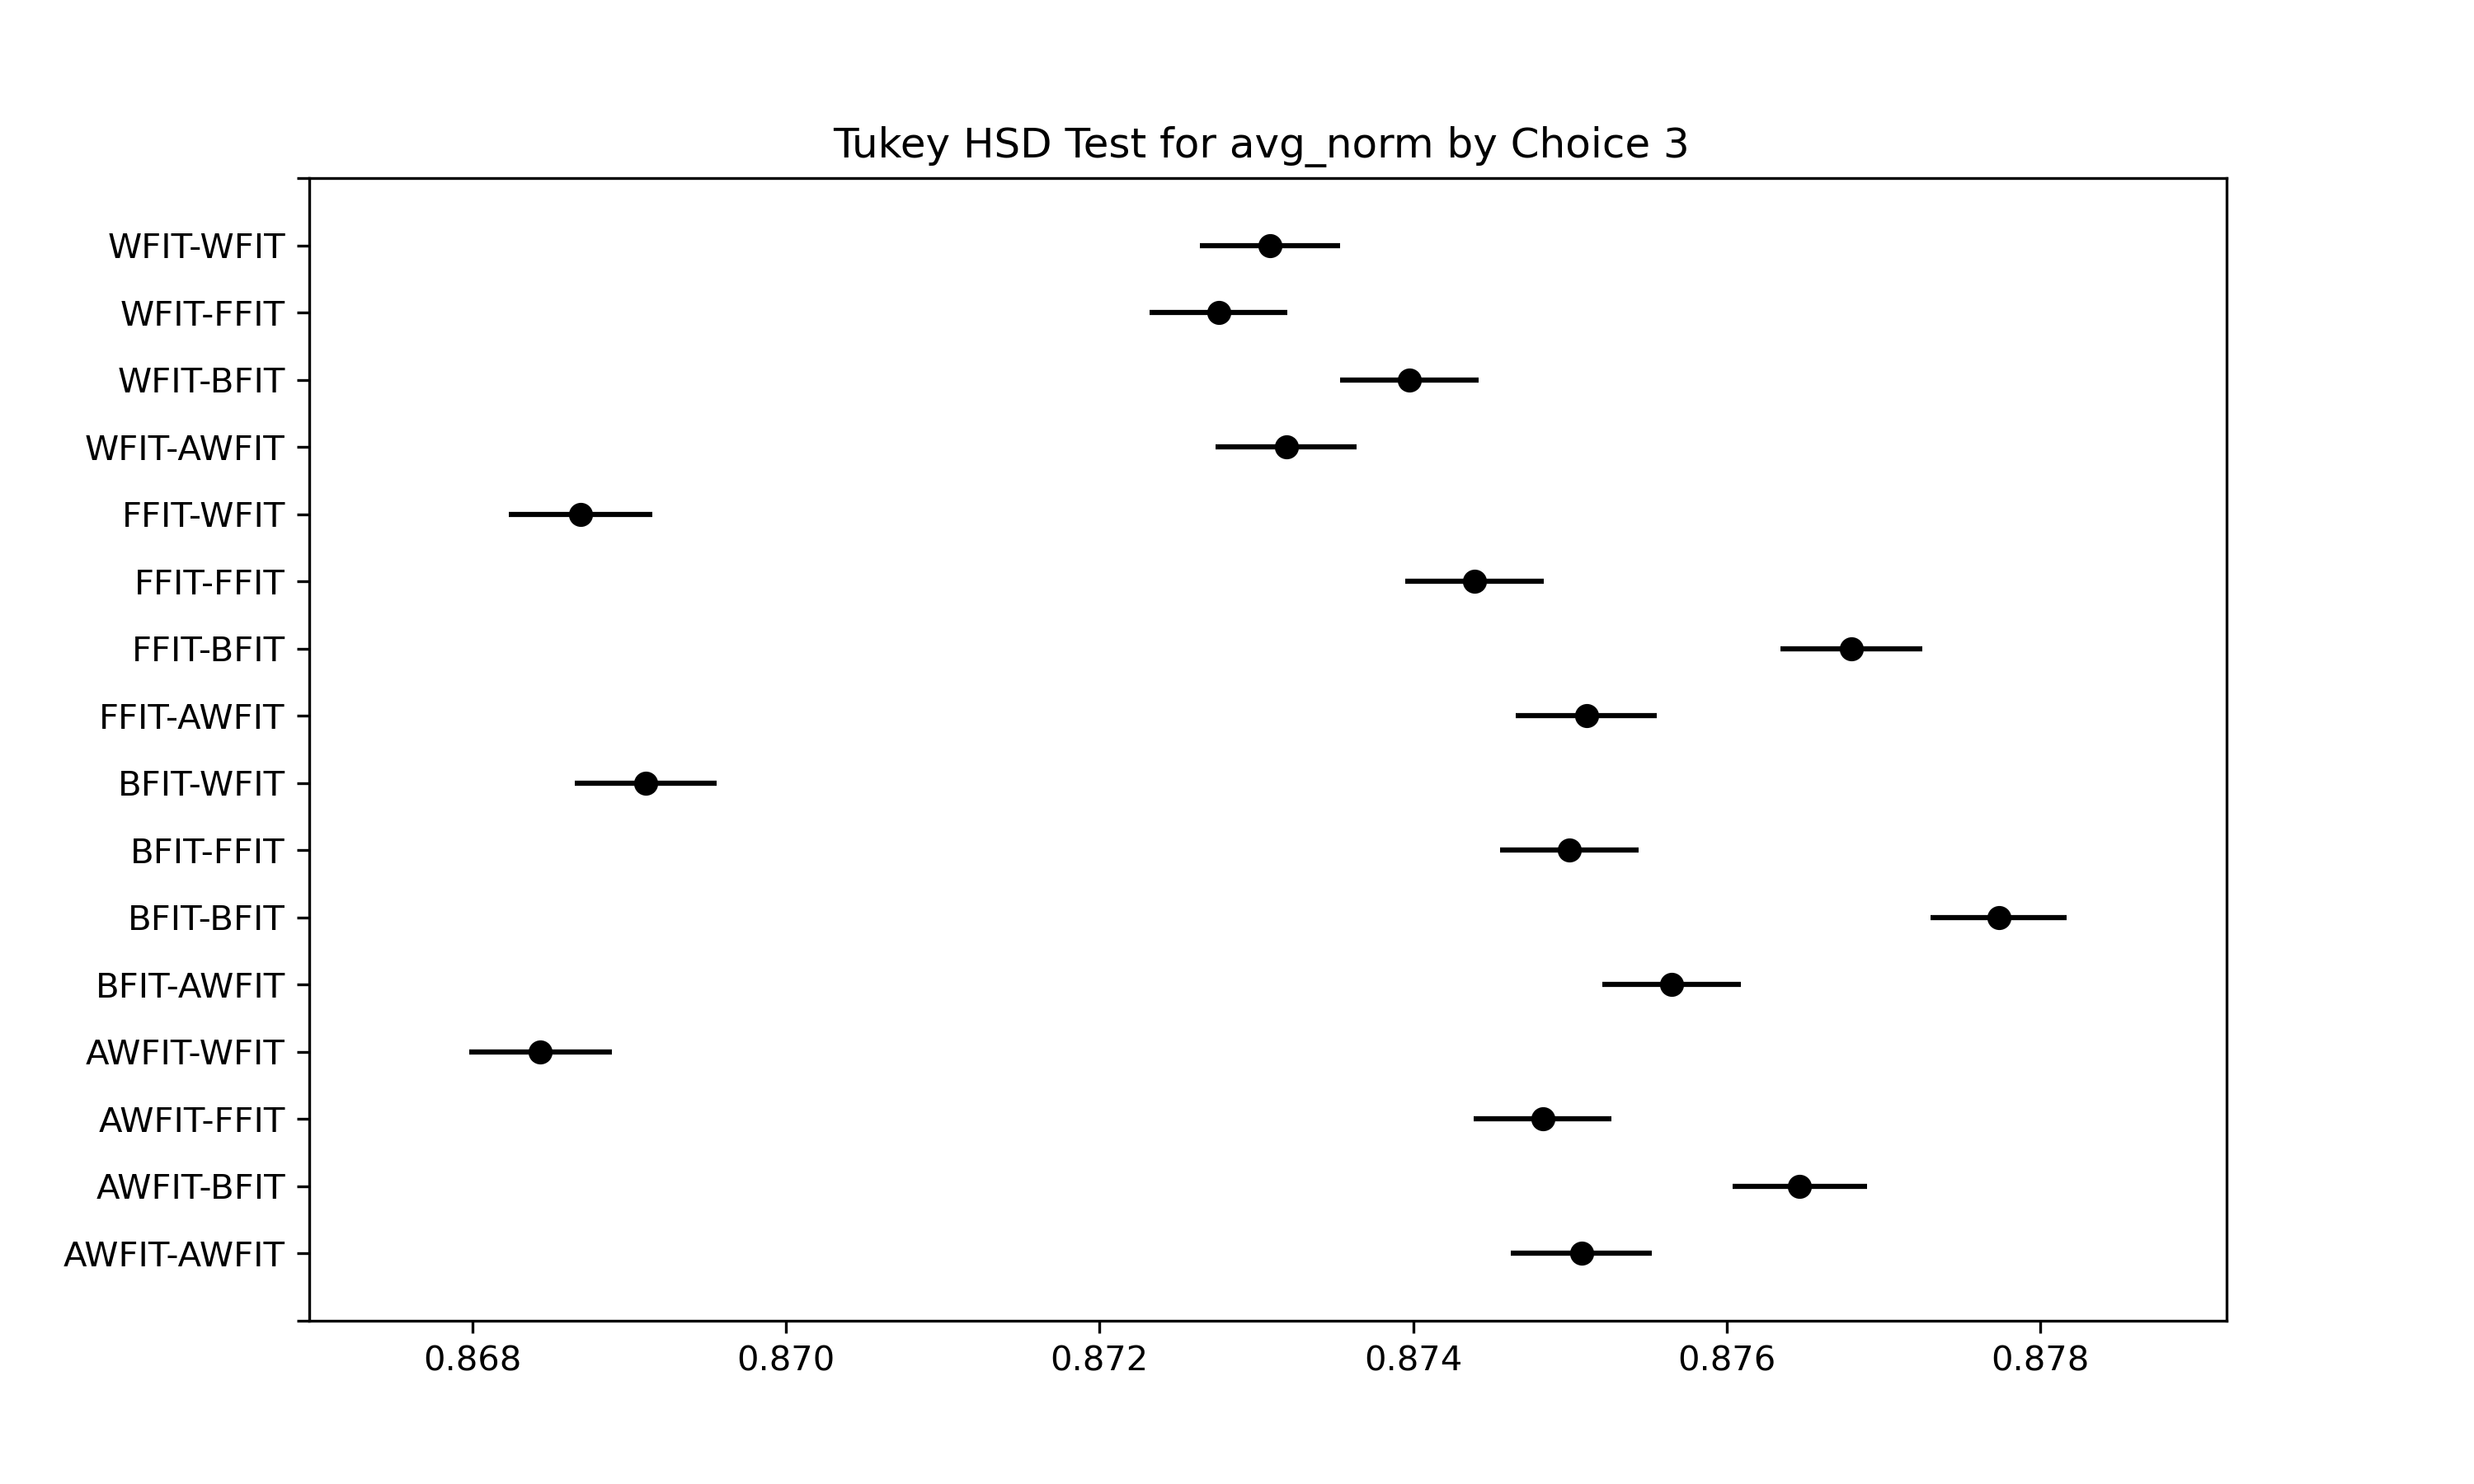 Tukey HSD Test for avg_norm by Choice 3
WFIT-WFIT
WFIT-FFIT
WFIT-BFIT
WFIT-AWFIT
FFIT-WFIT
FFIT-FFIT
FFIT-BFIT
FFIT-AWFIT
BFIT-WFIT
BFIT-FFIT
BFIT-BFIT
BFIT-AWFIT
AWFIT-WFIT
AWFIT-FFIT
AWFIT-BFIT
AWFIT-AWFIT
0.868 0.870 0.872 0.874 0.876 0.878